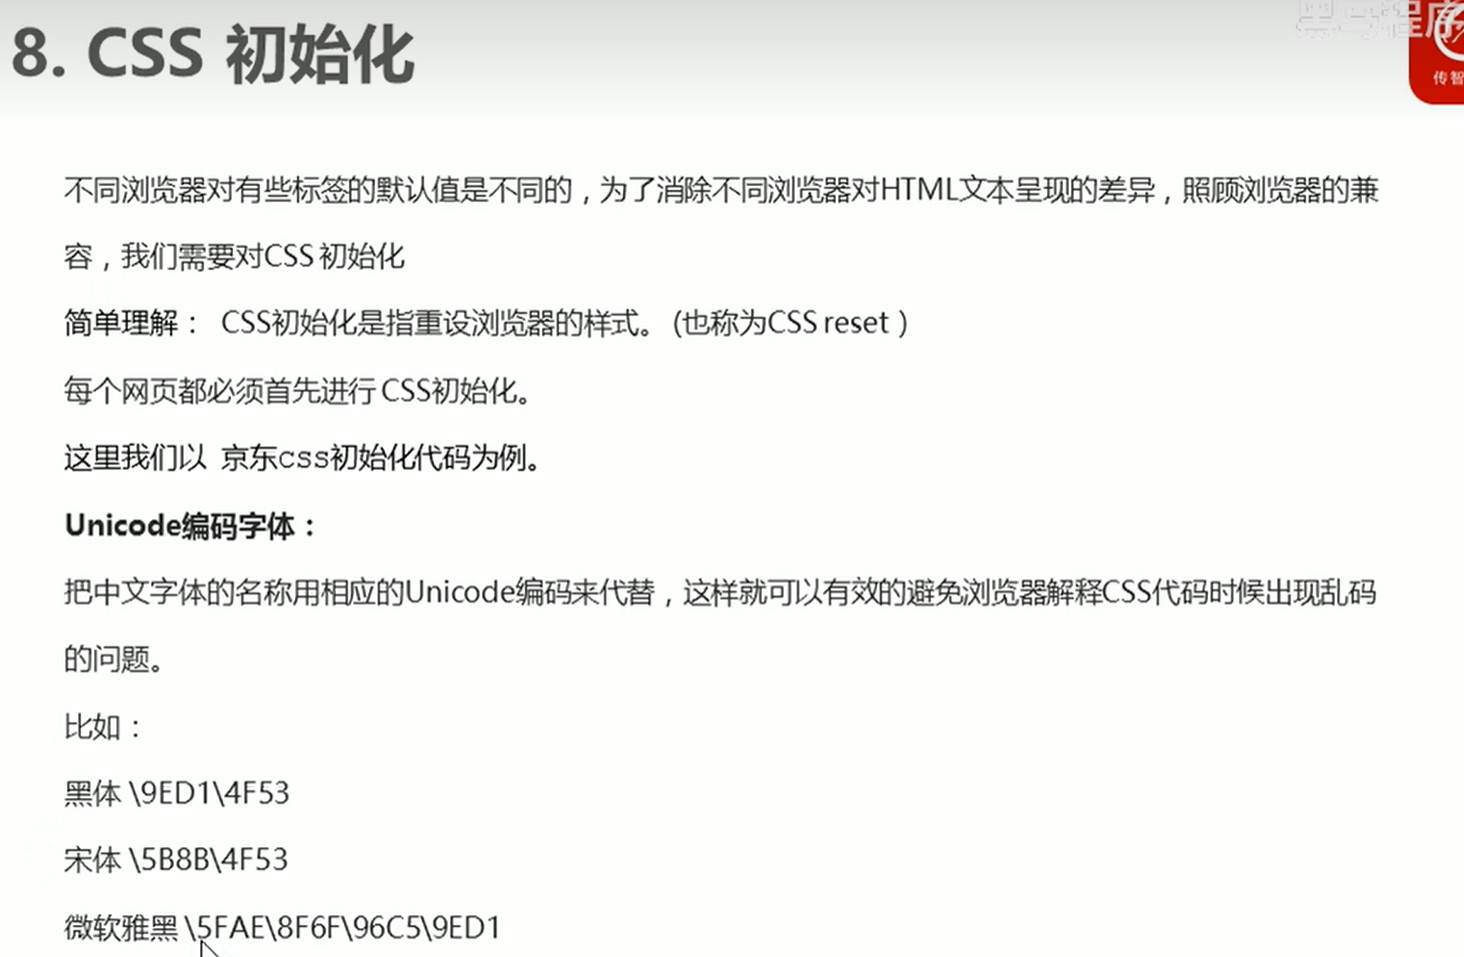 8. CSS 初始化
黑马程序
传智
不同浏览器对有些标签的默认值是不同的，为了消除不同浏览器对HTML文本呈现的差异，照顾浏览器的兼
容，我们需要对CSS 初始化
简单理解： CSS初始化是指重设浏览器的样式。 (也称为CSS reset）
每个网页都必须首先进行 CSS初始化。
这里我们以 京东css初始化代码为例。
Unicode编码字体：
把中文字体的名称用相应的Unicode编码来代替，这样就可以有效的避免浏览器解释CSS代码时候出现乱码
的问题。
比如：
黑体 \9ED1\4F53
宋体 \5B8B\4F53
微软雅黑 \5FAE\8F6F\96C5\9ED1